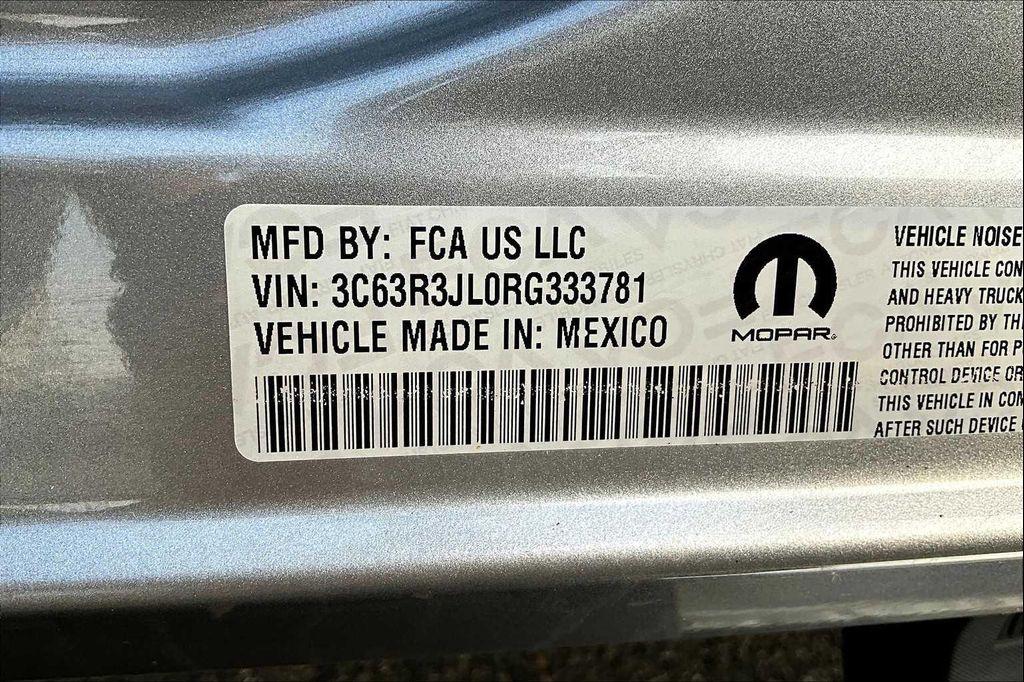 MFD BY: FCA US LLC
VIN: 3C63R3JL0RG333781
VEHICLE MADE IN: MEXICO
MOPAR
VEHICLE NOISE
THIS VEHICLE CON
AND HEAVY TRUCK
PROHIBITED BY TH
OTHER THAN FOR P
CONTROL DEVICE OR
THIS VEHICLE IN COM
AFTER SUCH DEVICE